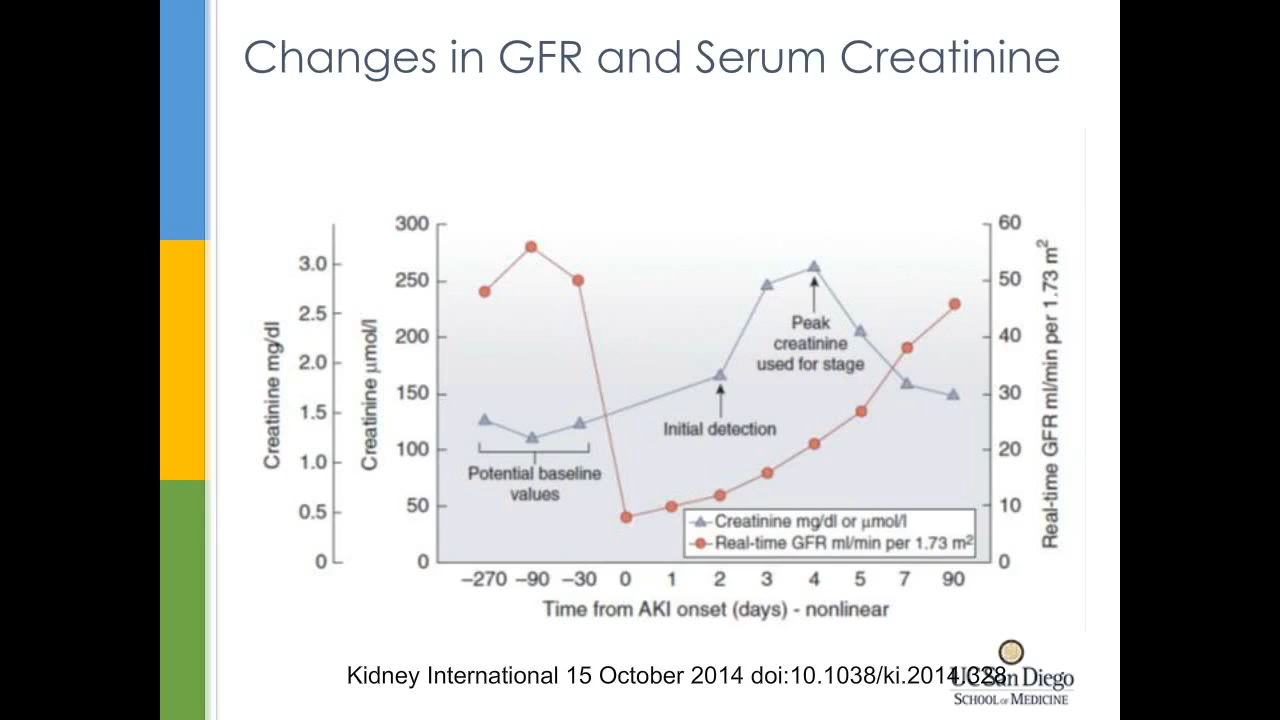 Changes in GFR and Serum Creatinine
Creatinine mg/dl
3.0
2.5
2.0
1.5
1.0
0.5
0
Creatinine μmol/l
300
250
200
150
100
50
0
Potential baseline
values
Initial detection
Peak
creatinine
used for stage
Creatinine mg/dl or μmol/l
Real-time GFR ml/min per 1.73 m²
60
50
40
30
20
10
0
Real-time GFR ml/min per 1.73 m²
–270 –90 –30 0 1 2 3 4 5 7 90
Time from AKI onset (days) - nonlinear
Kidney International 15 October 2014 doi:10.1038/ki.2014.328
UC San Diego
SCHOOL OF MEDICINE